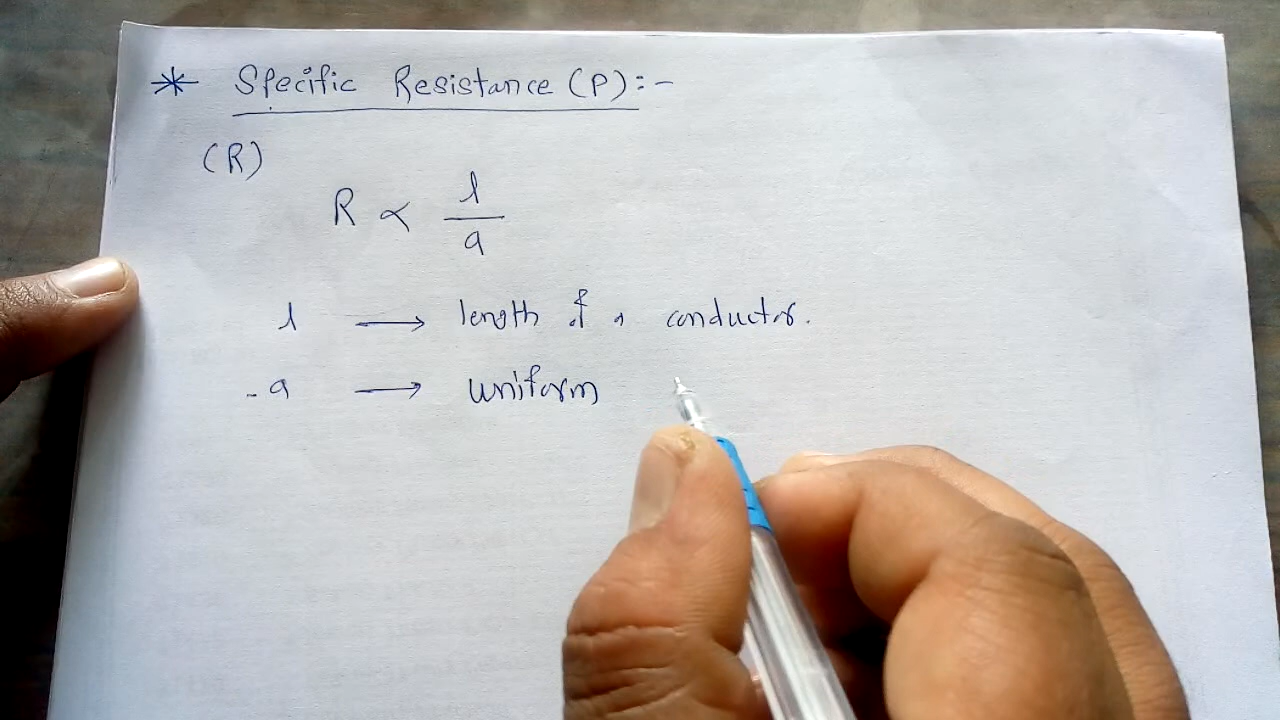 * Specific Resistance (P):-
(R)
R ∝ l/a
l → length of a conductor.
- a → uniform